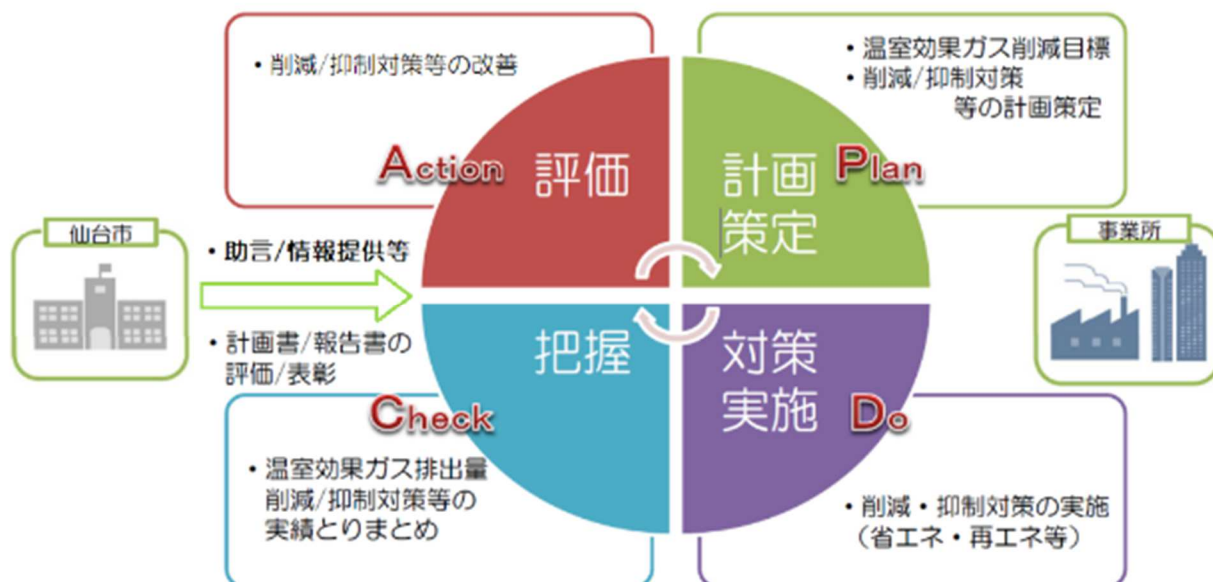 ・削減/抑制対策等の改善
Action
評価
・温室効果ガス削減目標
・削減/抑制対策
等の計画策定
計画
策定
Plan
仙台市
・助言/情報提供等
・計画書/報告書の
評価/表彰
事業所
把握
Check
・温室効果ガス排出量
削減/抑制対策等の
実績とりまとめ
対策
実施
Do
・削減・抑制対策の実施
（省エネ・再エネ等）